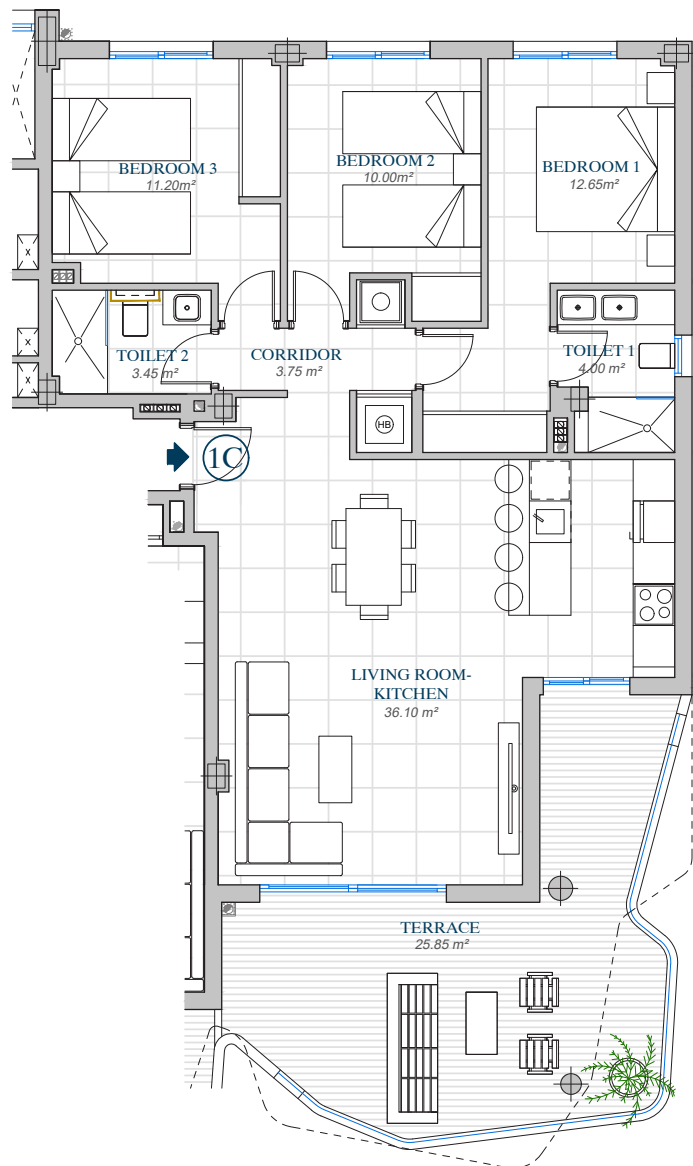 BEDROOM 3
11.20m²
BEDROOM 2
10.00m²
BEDROOM 1
12.65m²
TOILET 2
3.45 m²
CORRIDOR
3.75 m²
TOILET 1
4.00 m²
HB
1C
LIVING ROOM-
KITCHEN
36.10 m²
TERRACE
25.85 m²